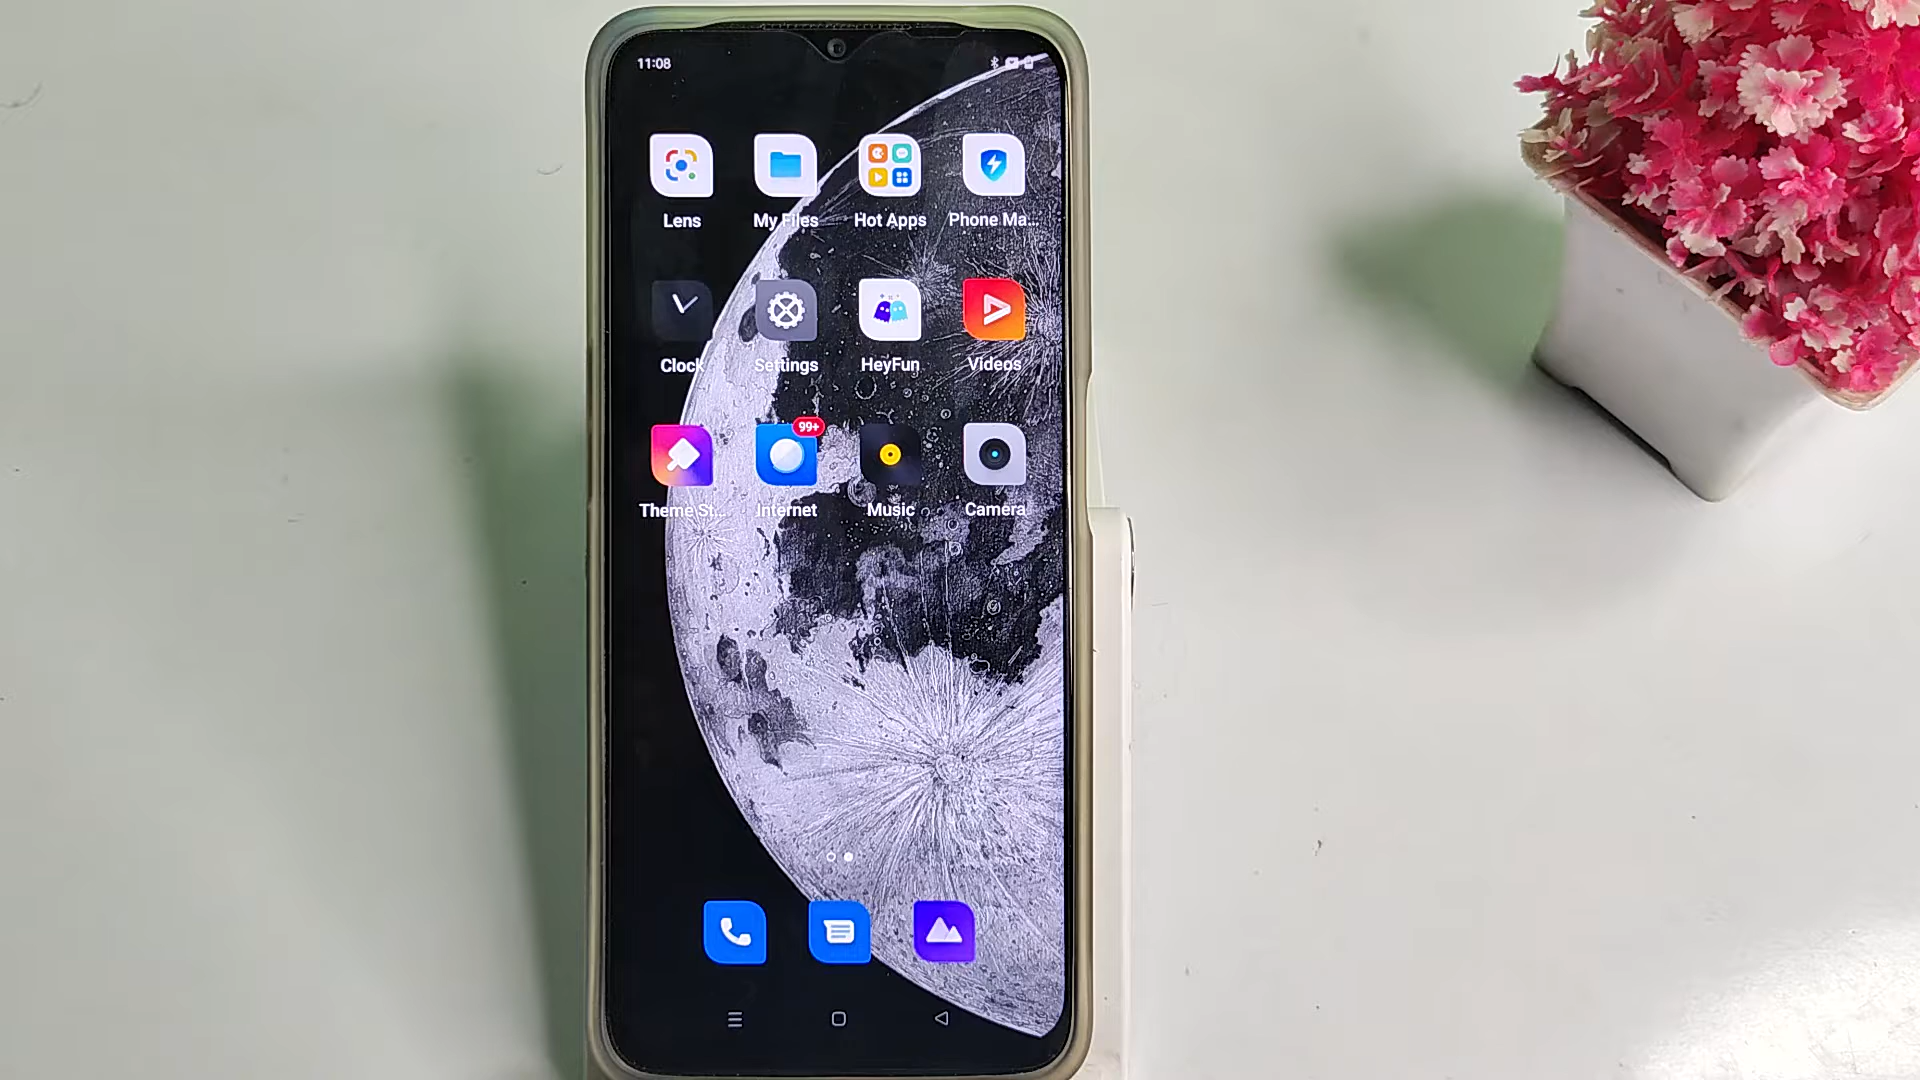 11:08
Lens My Files Hot Apps Phone Ma...
Clock Settings HeyFun Videos
99+
Theme St... Internet Music Camera